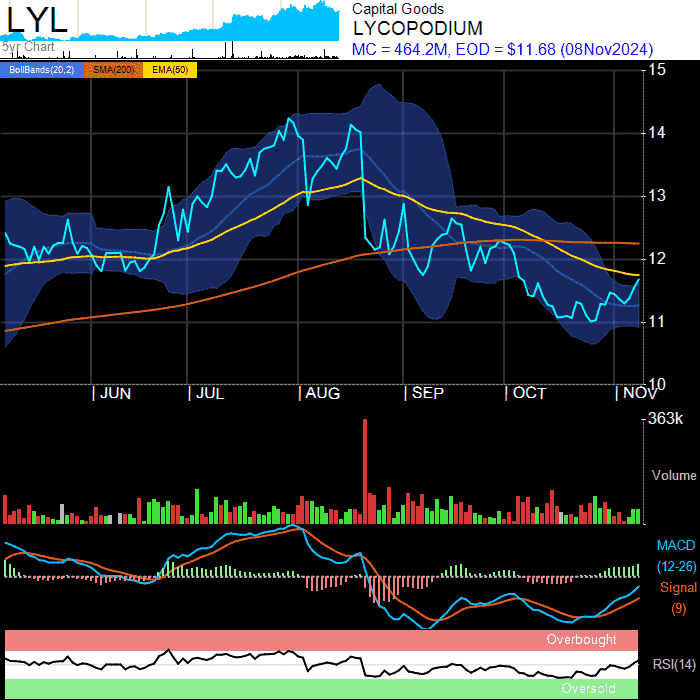 LYL
5yr Chart
Capital Goods
LYCOPODIUM
MC = 464.2M, EOD = $11.68 (08Nov2024)
BollBands(20,2) SMA(200) EMA(50)
15
14
13
12
11
10
JUN JUL AUG SEP OCT NOV
363k
Volume
MACD
(12-26)
Signal
(9)
Overbought
RSI(14)
Oversold